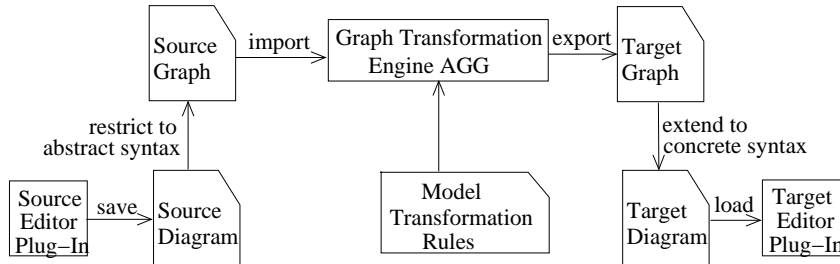 Source
Graph
import
Graph Transformation
Engine AGG
export
Target
Graph
restrict to
abstract syntax
extend to
concrete syntax
Source
Editor
Plug−In
save
Source
Diagram
Model
Transformation
Rules
Target
Diagram
load
Target
Editor
Plug−In